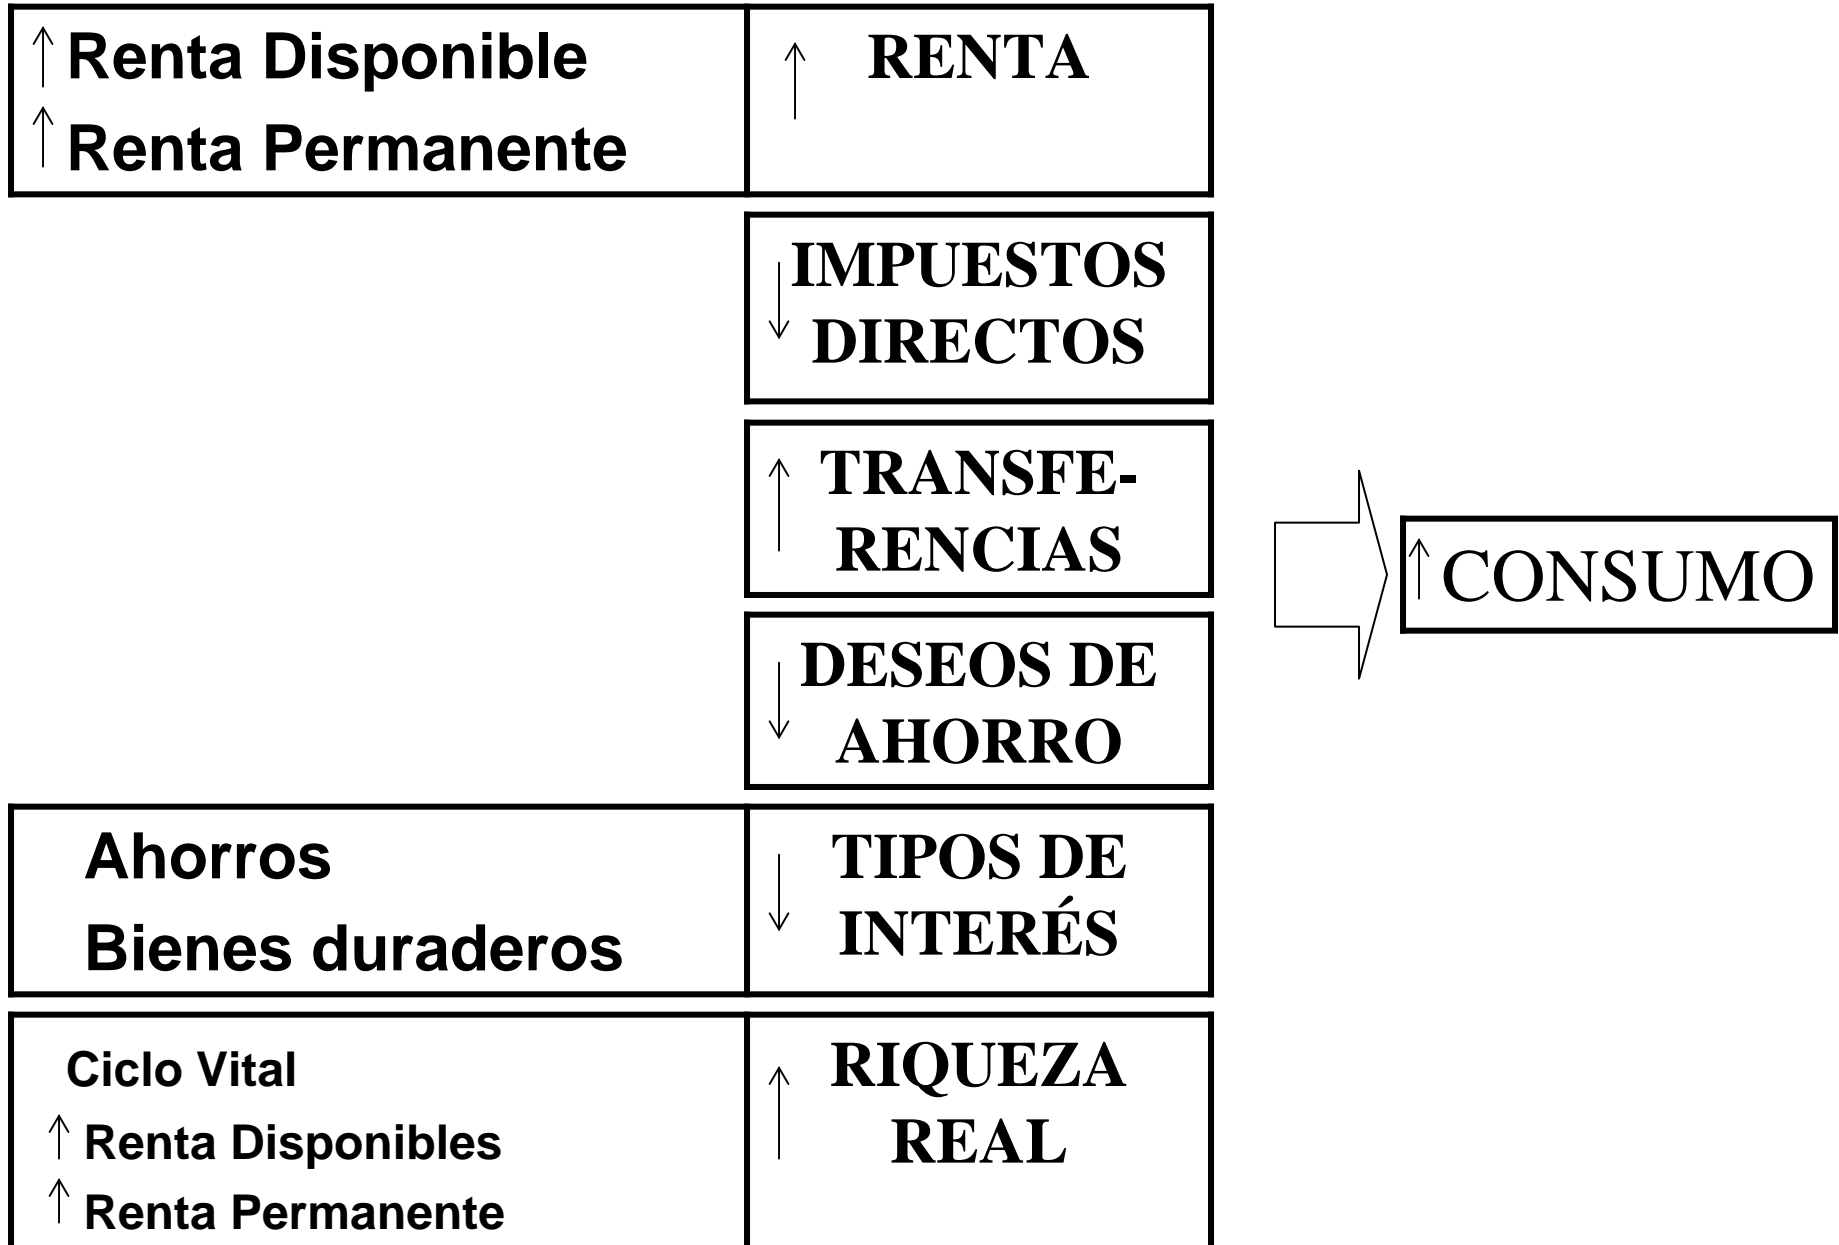 Renta Disponible
Renta Permanente
RENTA
IMPUESTOS
DIRECTOS
TRANSFE-
RENCIAS
DESEOS DE
AHORRO
CONSUMO
Ahorros
Bienes duraderos
TIPOS DE
INTERÉS
Ciclo Vital
Renta Disponibles
Renta Permanente
RIQUEZA
REAL